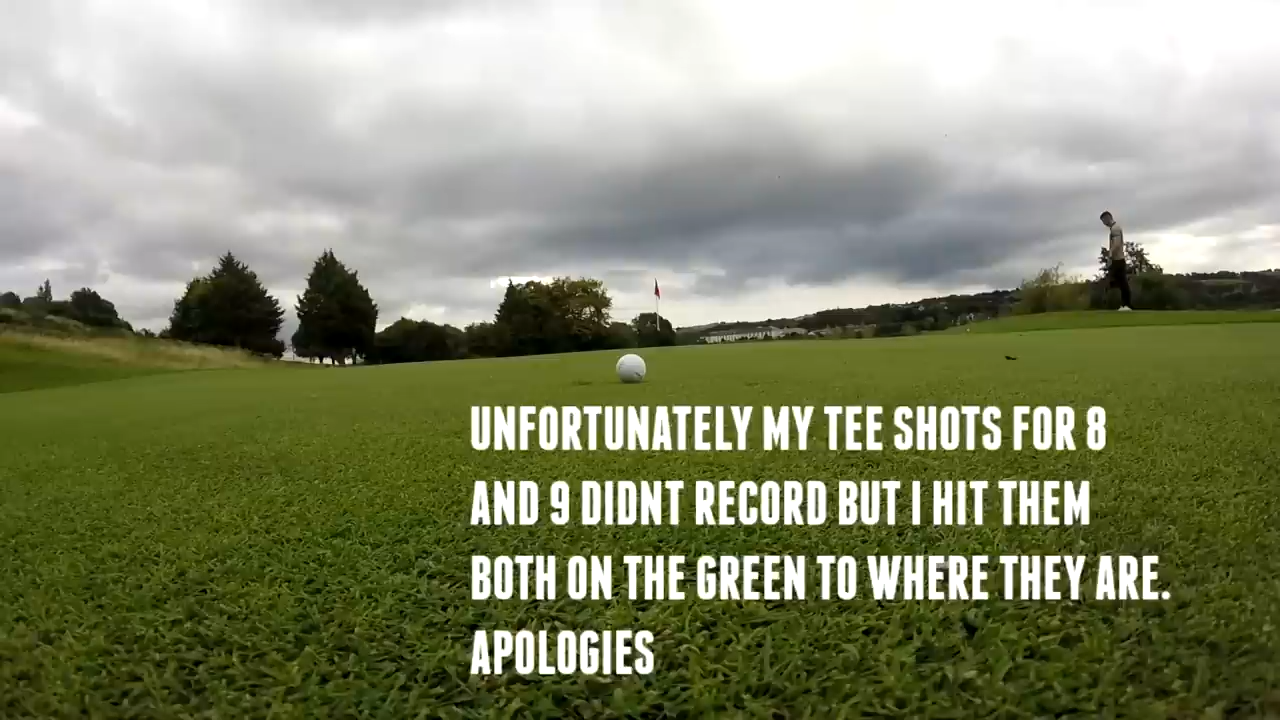 UNFORTUNATELY MY TEE SHOTS FOR 8
AND 9 DIDNT RECORD BUT I HIT THEM
BOTH ON THE GREEN TO WHERE THEY ARE.
APOLOGIES